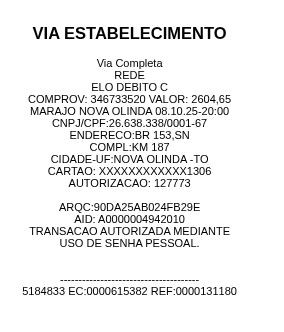 VIA ESTABELECIMENTO
Via Completa
REDE
ELO DEBITO C
COMPROV: 346733520 VALOR: 2604,65
MARAJO NOVA OLINDA 08.10.25-20:00
CNPJ/CPF:26.638.338/0001-67
ENDERECO:BR 153,SN
COMPL:KM 187
CIDADE-UF:NOVA OLINDA -TO
CARTAO: XXXXXXXXXXXX1306
AUTORIZACAO: 127773
ARQC:90DA25AB024FB29E
AID: A0000004942010
TRANSACAO AUTORIZADA MEDIANTE
USO DE SENHA PESSOAL.
--------------------------------------
5184833 EC:0000615382 REF:0000131180